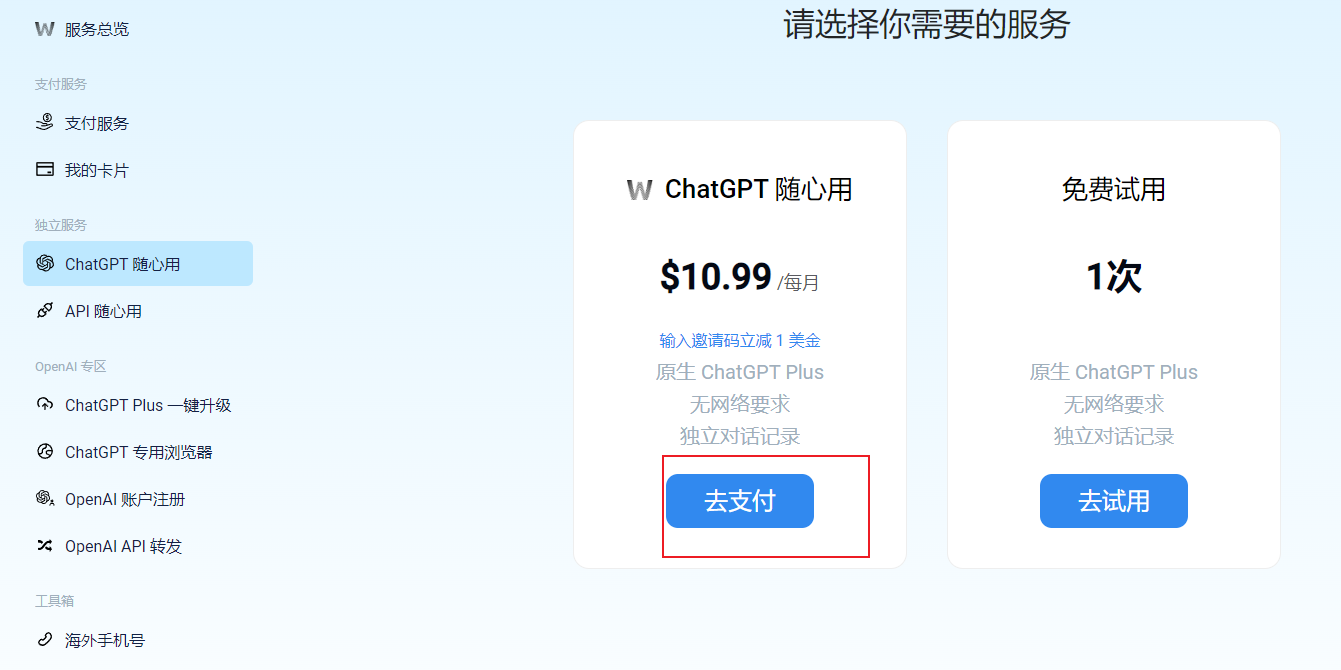 W 服务总览
支付服务
支付服务
我的卡片
独立服务
ChatGPT 随心用
API 随心用
OpenAI 专区
ChatGPT Plus 一键升级
ChatGPT 专用浏览器
OpenAI 账户注册
OpenAI API 转发
工具箱
海外手机号
请选择你需要的服务
W ChatGPT 随心用
$10.99 /每月
输入邀请码立减 1 美金
原生 ChatGPT Plus
无网络要求
独立对话记录
去支付
免费试用
1次
原生 ChatGPT Plus
无网络要求
独立对话记录
去试用